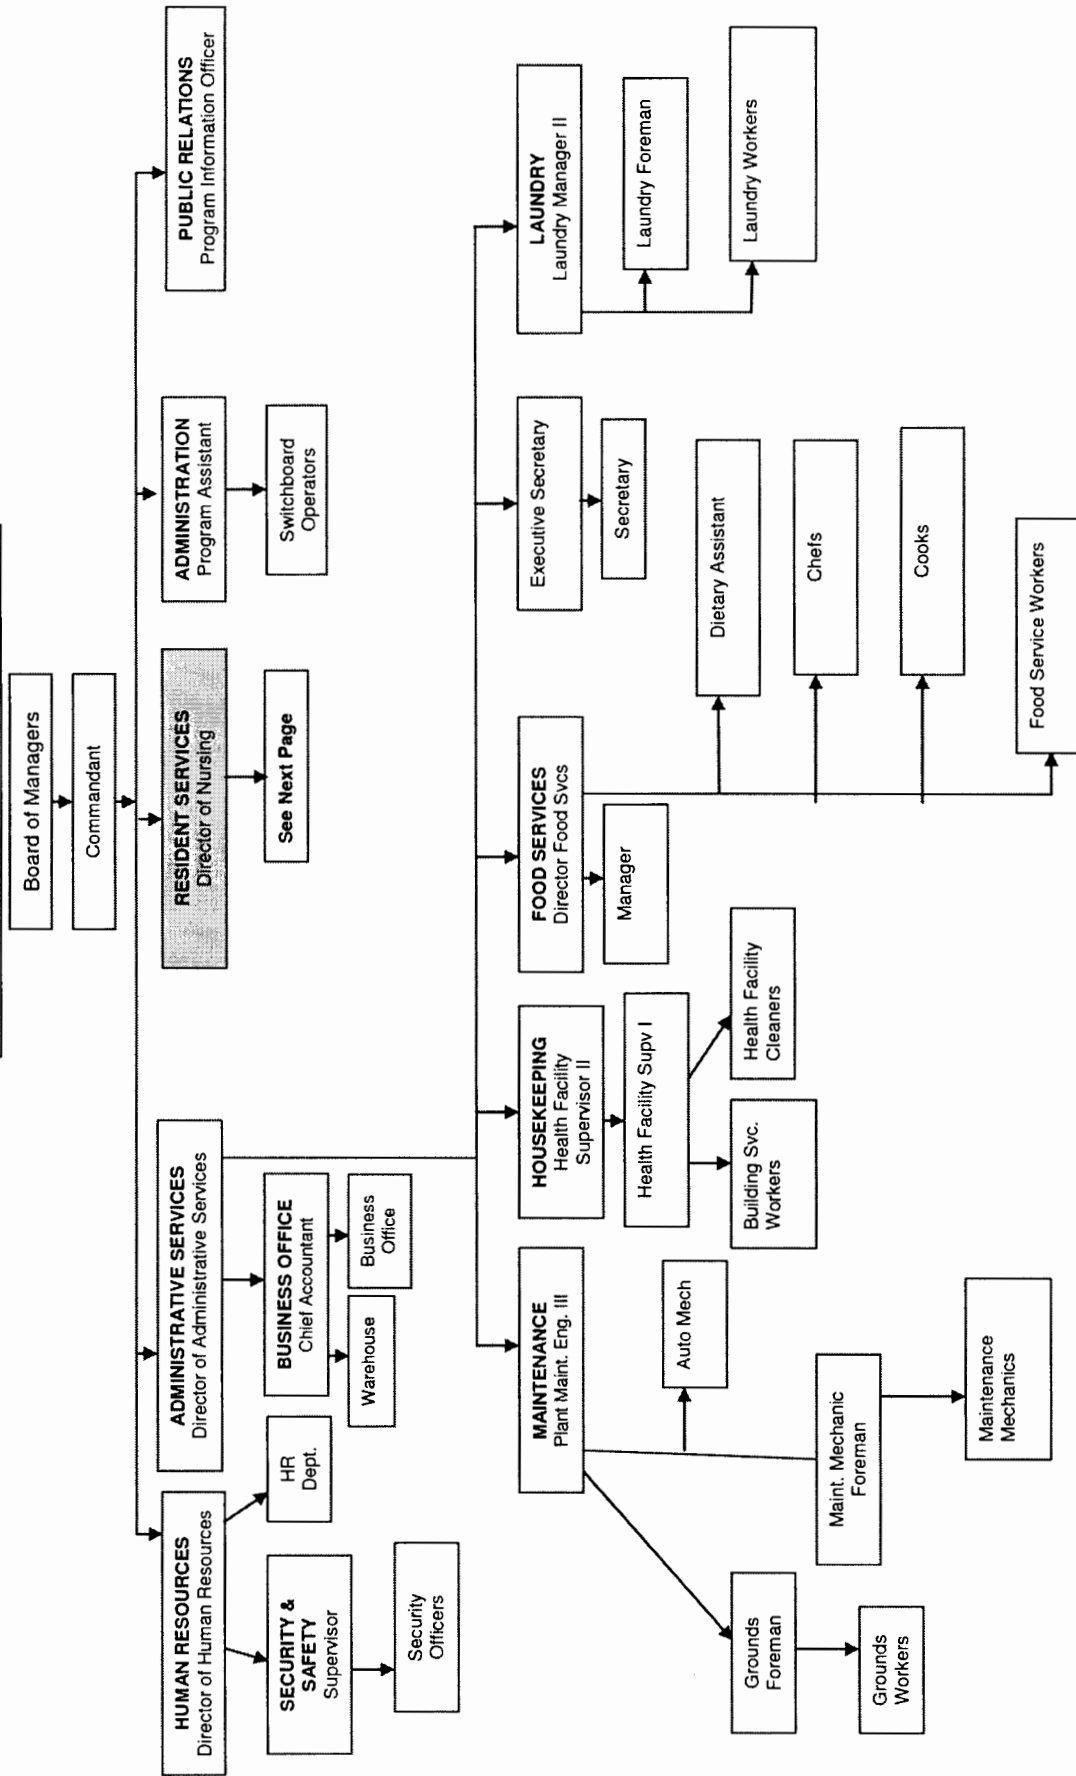 Board of Managers
Commandant
HUMAN RESOURCES
Director of Human Resources
ADMINISTRATIVE SERVICES
Director of Administrative Services
RESIDENT SERVICES
Director of Nursing
ADMINISTRATION
Program Assistant
PUBLIC RELATIONS
Program Information Officer
SECURITY &
SAFETY
Supervisor
HR
Dept.
BUSINESS OFFICE
Chief Accountant
See Next Page
Switchboard
Operators
Security
Officers
Warehouse
Business
Office
MAINTENANCE
Plant Maint. Eng. III
HOUSEKEEPING
Health Facility
Supervisor II
FOOD SERVICES
Director Food Svcs
Executive Secretary
LAUNDRY
Laundry Manager II
Manager
Secretary
Health Facility Supv I
Laundry Foreman
Auto Mech
Dietary Assistant
Grounds
Foreman
Building Svc.
Workers
Health Facility
Cleaners
Laundry Workers
Chefs
Maint. Mechanic
Foreman
Grounds
Workers
Cooks
Maintenance
Mechanics
Food Service Workers